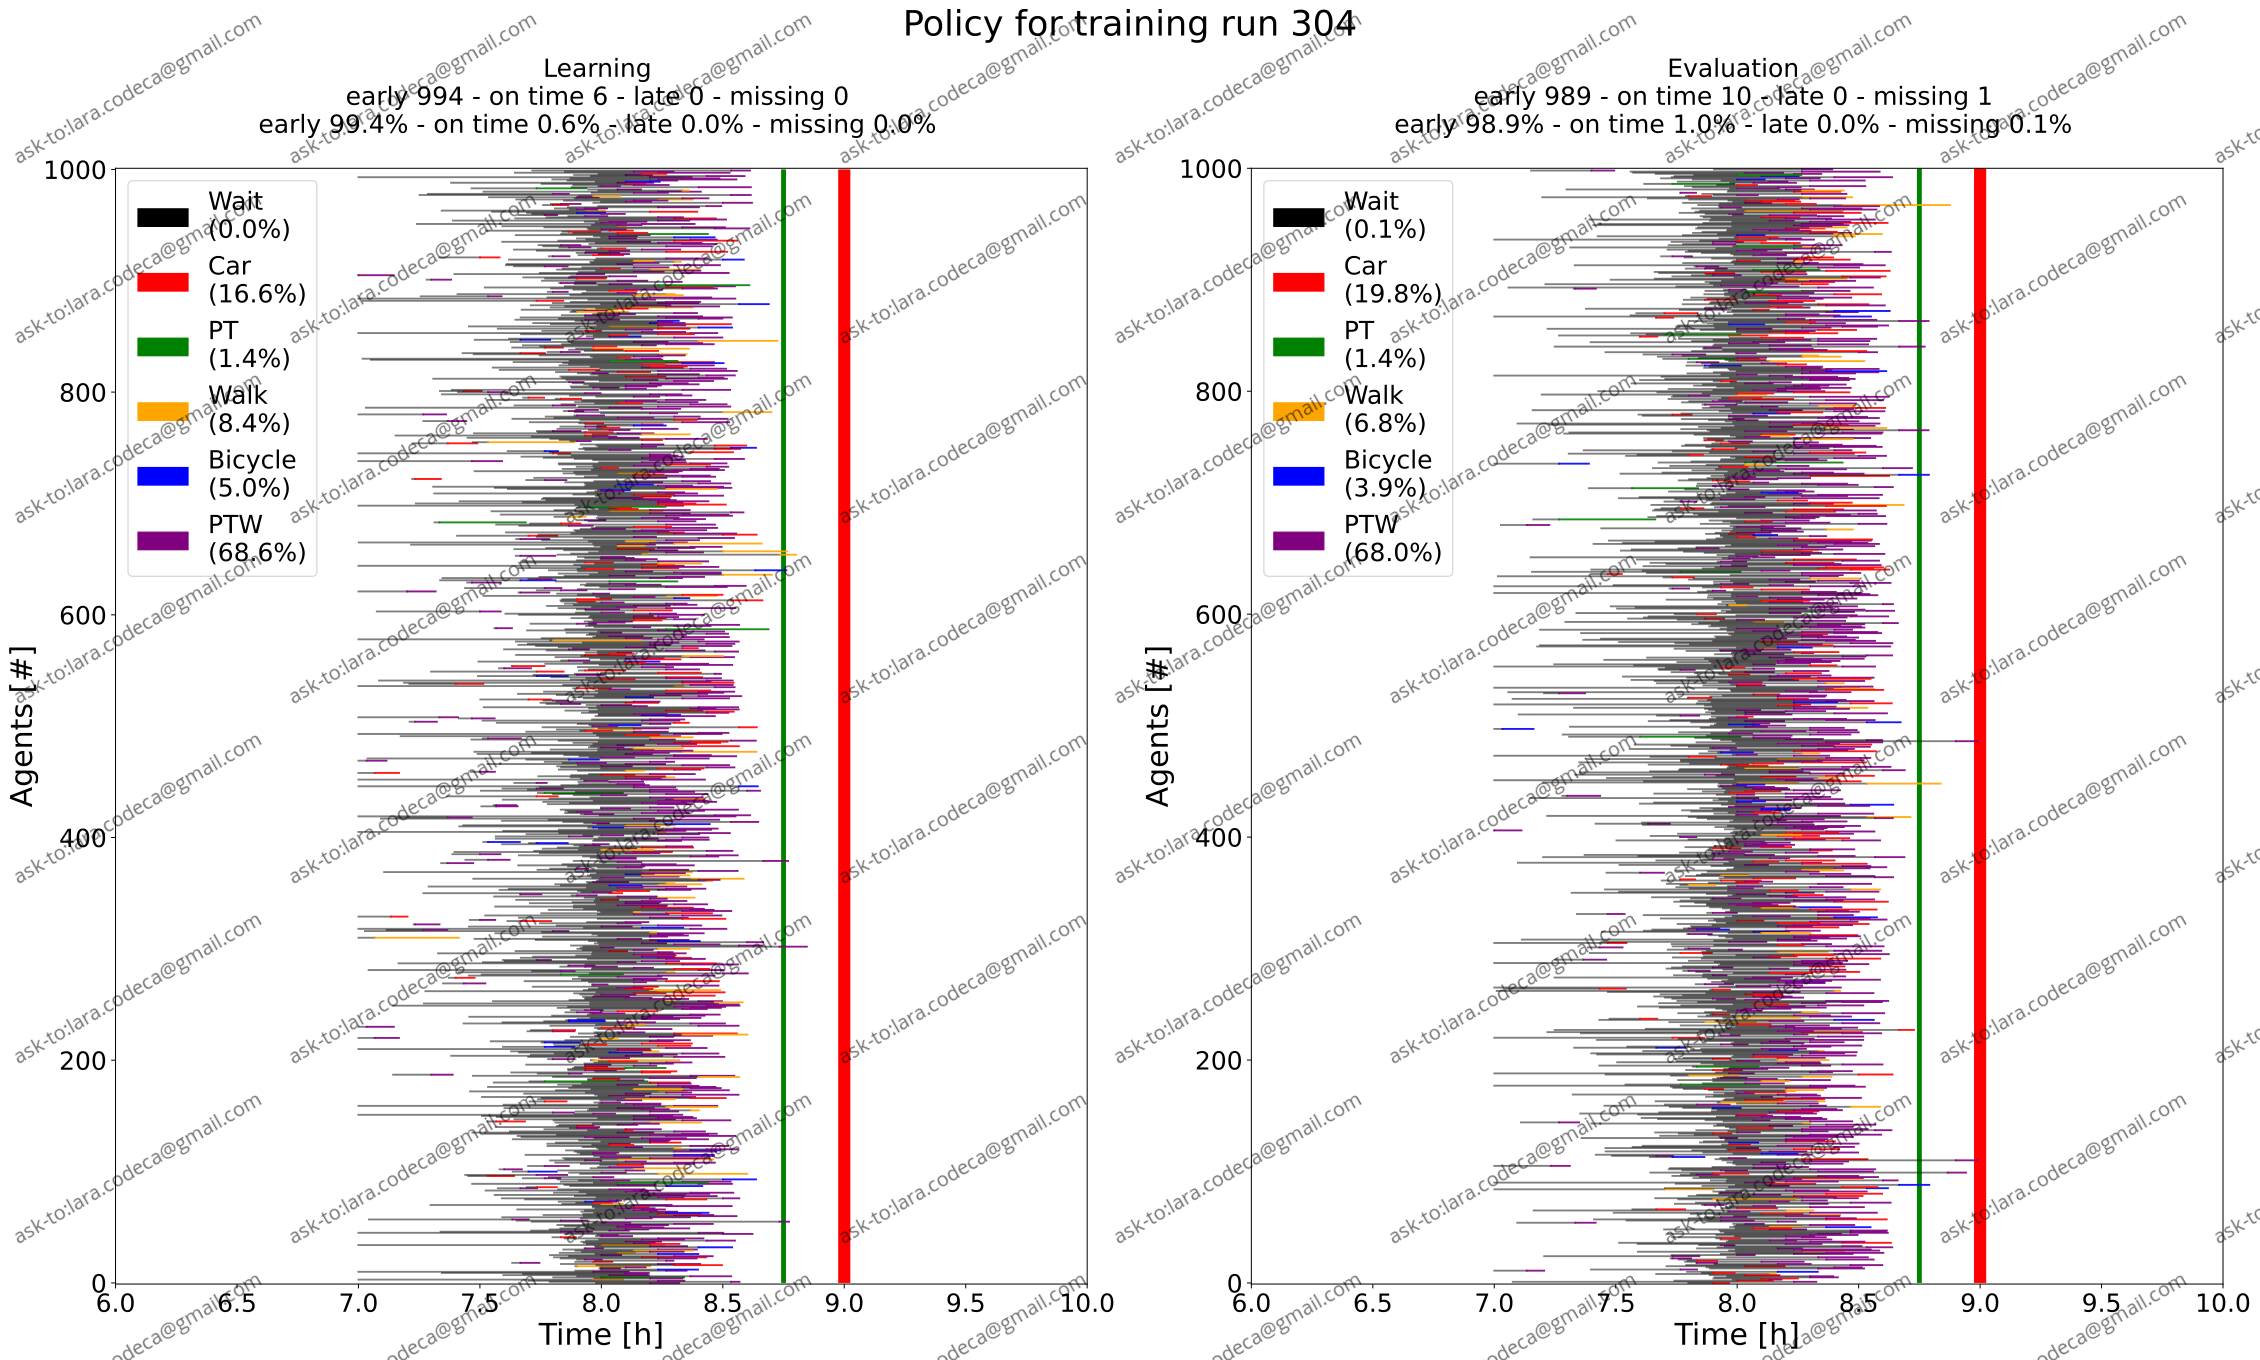 Policy for training run 304
Learning
early 994 - on time 6 - late 0 - missing 0
early 99.4% - on time 0.6% - late 0.0% - missing 0.0%
Wait
(0.0%)
Car
(16.6%)
PT
(1.4%)
Walk
(8.4%)
Bicycle
(5.0%)
PTW
(68.6%)
Agents [#]
1000
800
600
400
200
0
6.0 6.5 7.0 7.5 8.0 8.5 9.0 9.5 10.0
Time [h]
Evaluation
early 989 - on time 10 - late 0 - missing 1
early 98.9% - on time 1.0% - late 0.0% - missing 0.1%
Wait
(0.1%)
Car
(19.8%)
PT
(1.4%)
Walk
(6.8%)
Bicycle
(3.9%)
PTW
(68.0%)
Agents [#]
1000
800
600
400
200
0
6.0 6.5 7.0 7.5 8.0 8.5 9.0 9.5 10.0
Time [h]
ask-to:lara.codeca@gmail.com